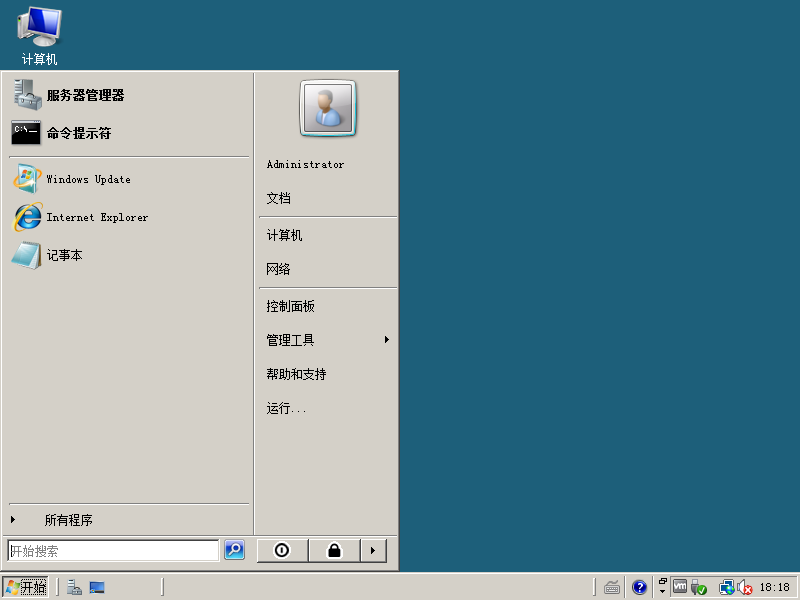 计算机
服务器管理器
C:\_
命令提示符
Windows Update
Internet Explorer
记事本
所有程序
开始搜索
Administrator
文档
计算机
网络
控制面板
管理工具
帮助和支持
运行...
开始
?
vm
18:18